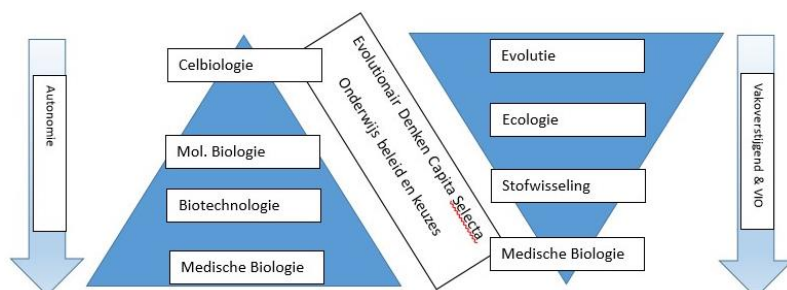 Autonomie
Celbiologie
Mol. Biologie
Biotechnologie
Medische Biologie
Evolutionair Denken Capita Selecta
Onderwijs beleid en keuzes
Evolutie
Ecologie
Stofwisseling
Medische Biologie
Vakoverstijgend & VIO